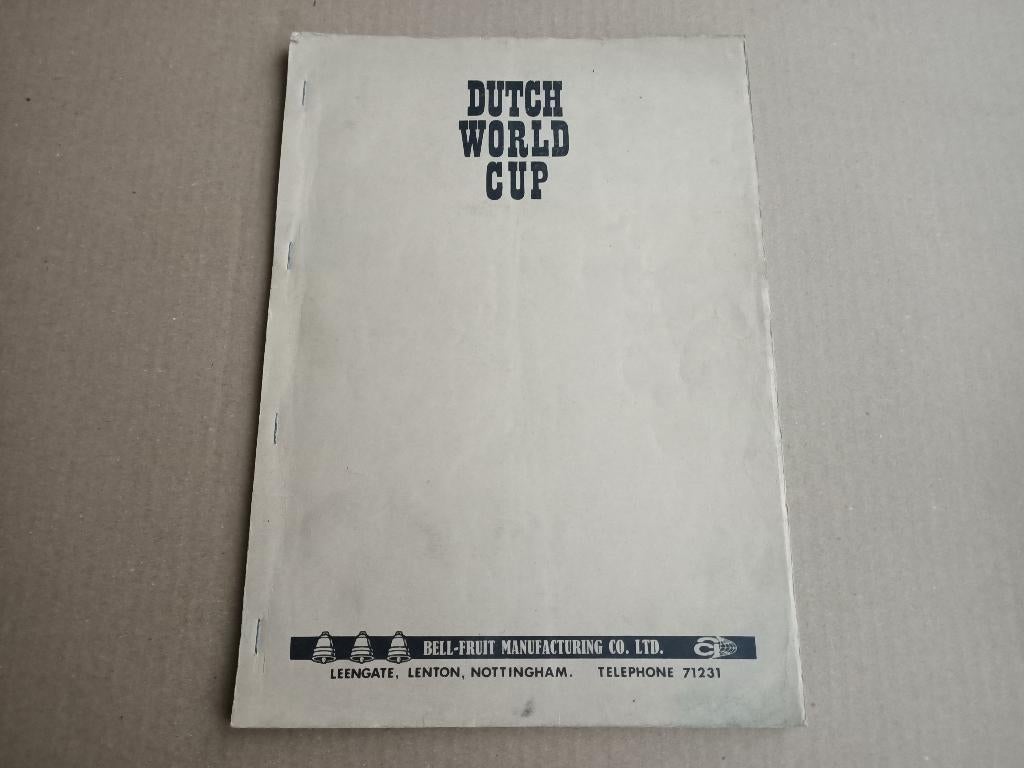 DUTCH
WORLD
CUP
BELL-FRUIT MANUFACTURING CO. LTD.
LEENGATE, LENTON, NOTTINGHAM. TELEPHONE 71231